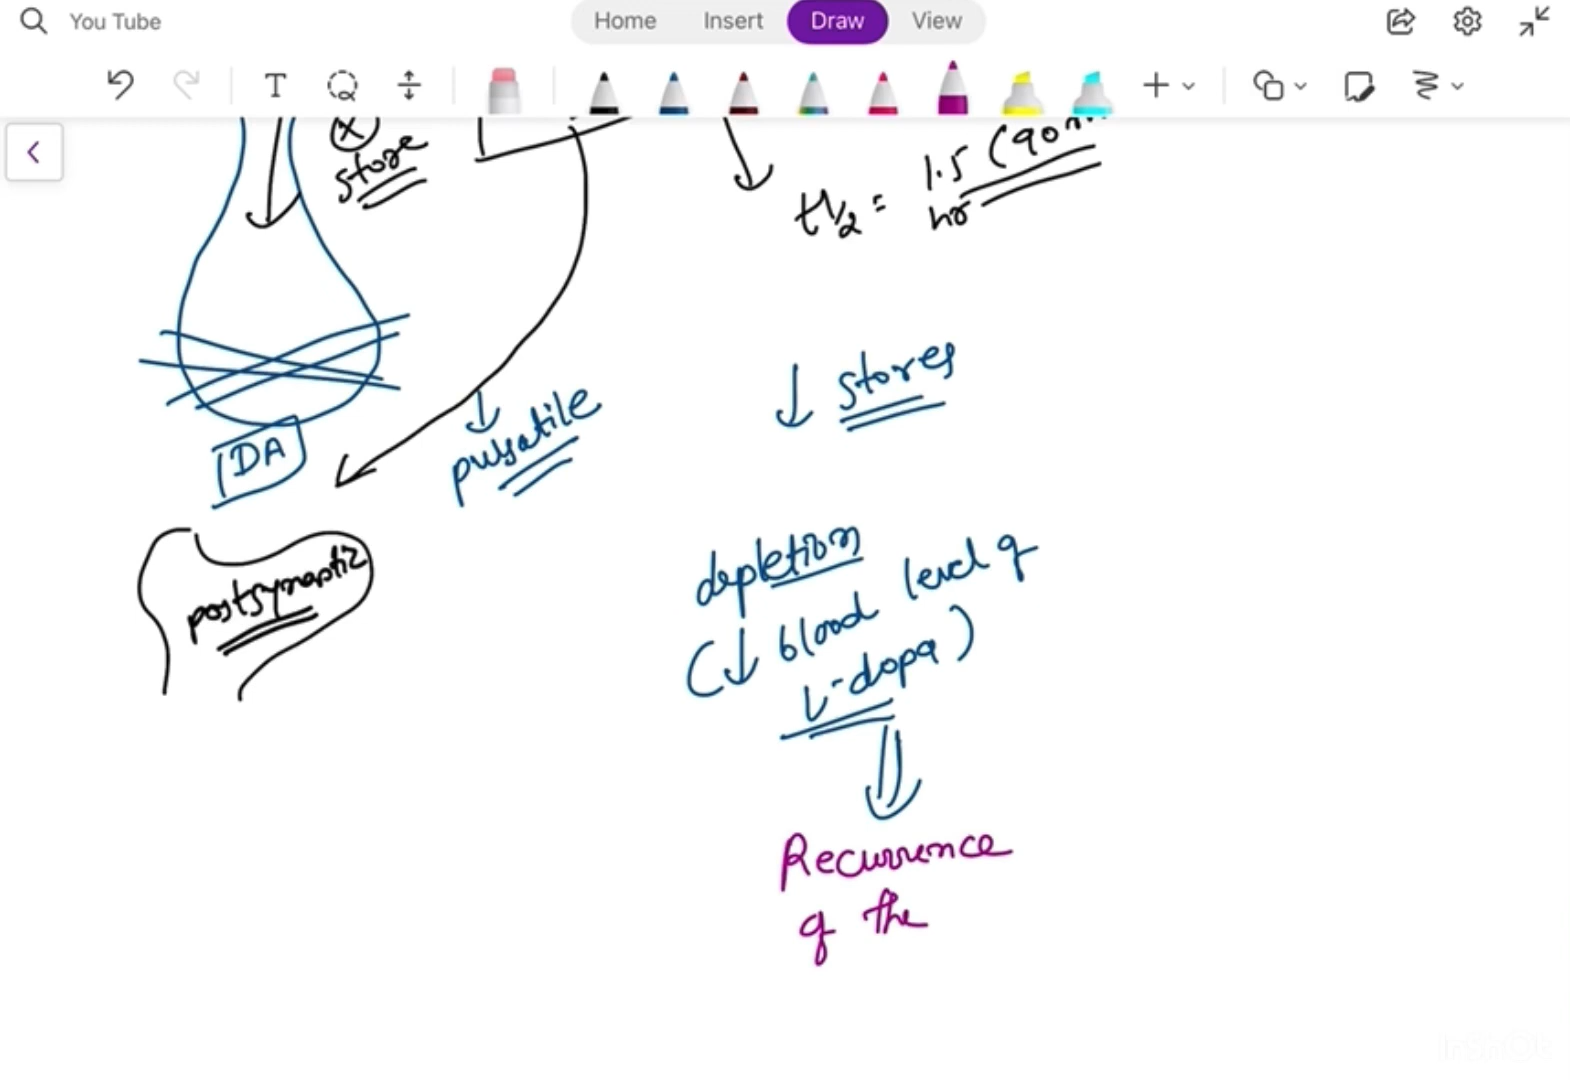 You Tube
Home Insert Draw View
T
store
t½ = 1.5 (90
hr
↓ stores
pulsatile
DA
depletion
(↓ blood level of
L-dopa)
postsynaptic
Recurrence
of the